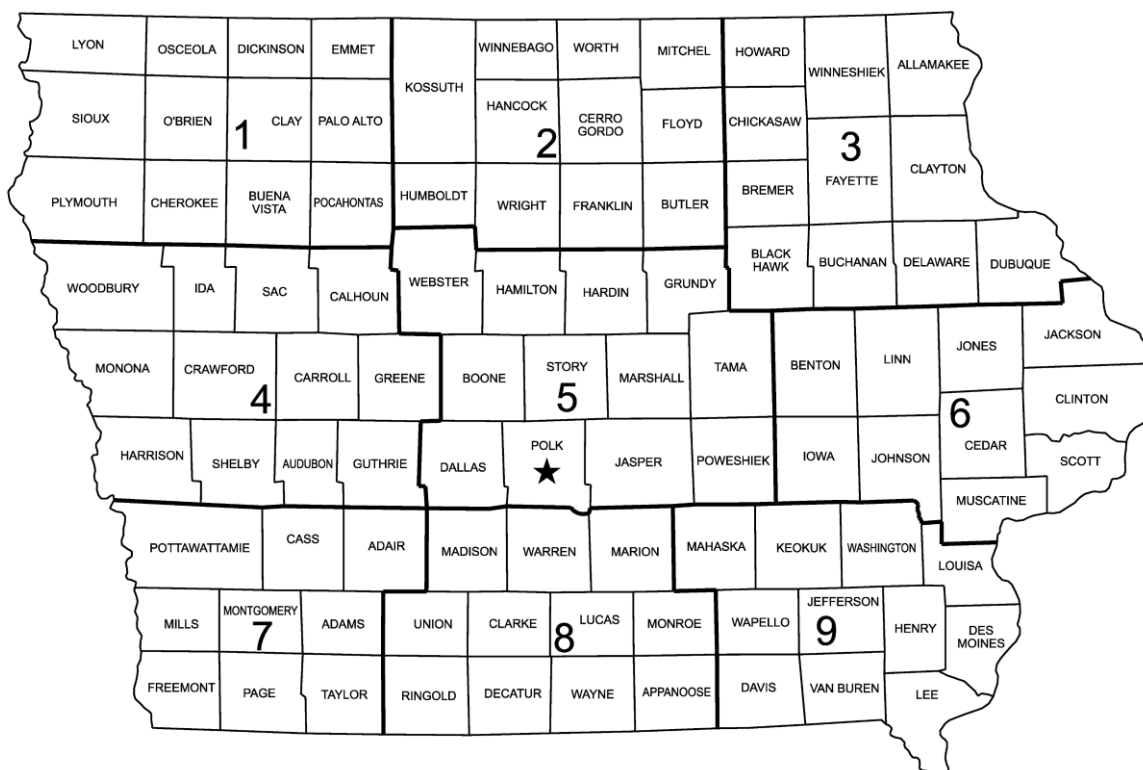 LYON OSCEOLA DICKINSON EMMET WINNEBAGO WORTH MITCHEL HOWARD
WINNESHIEK ALLAMAKEE
KOSSUTH
SIOUX O'BRIEN 1 CLAY PALO ALTO HANCOCK 2 CERRO
GORDO FLOYD CHICKASAW 3
FAYETTE CLAYTON
PLYMOUTH CHEROKEE BUENA
VISTA POCAHONTAS HUMBOLDT WRIGHT FRANKLIN BUTLER BREMER
BLACK
HAWK BUCHANAN DELAWARE DUBUQUE
WOODBURY IDA SAC CALHOUN WEBSTER HAMILTON HARDIN GRUNDY
MONONA CRAWFORD 4 CARROLL GREENE BOONE STORY 5 MARSHALL TAMA BENTON LINN JONES JACKSON
CLINTON
HARRISON SHELBY AUDUBON GUTHRIE DALLAS POLK JASPER POWESHIEK IOWA JOHNSON 6
CEDAR SCOTT
MUSCATINE
POTTAWATTAMIE CASS ADAIR MADISON WARREN MARION MAHASKA KEOKUK WASHINGTON LOUISA
MILLS MONTGOMERY
7 ADAMS UNION CLARKE 8 LUCAS MONROE WAPELLO JEFFERSON
9 HENRY DES
MOINES
FREEMONT PAGE TAYLOR RINGOLD DECATUR WAYNE APPANOOSE DAVIS VAN BUREN LEE